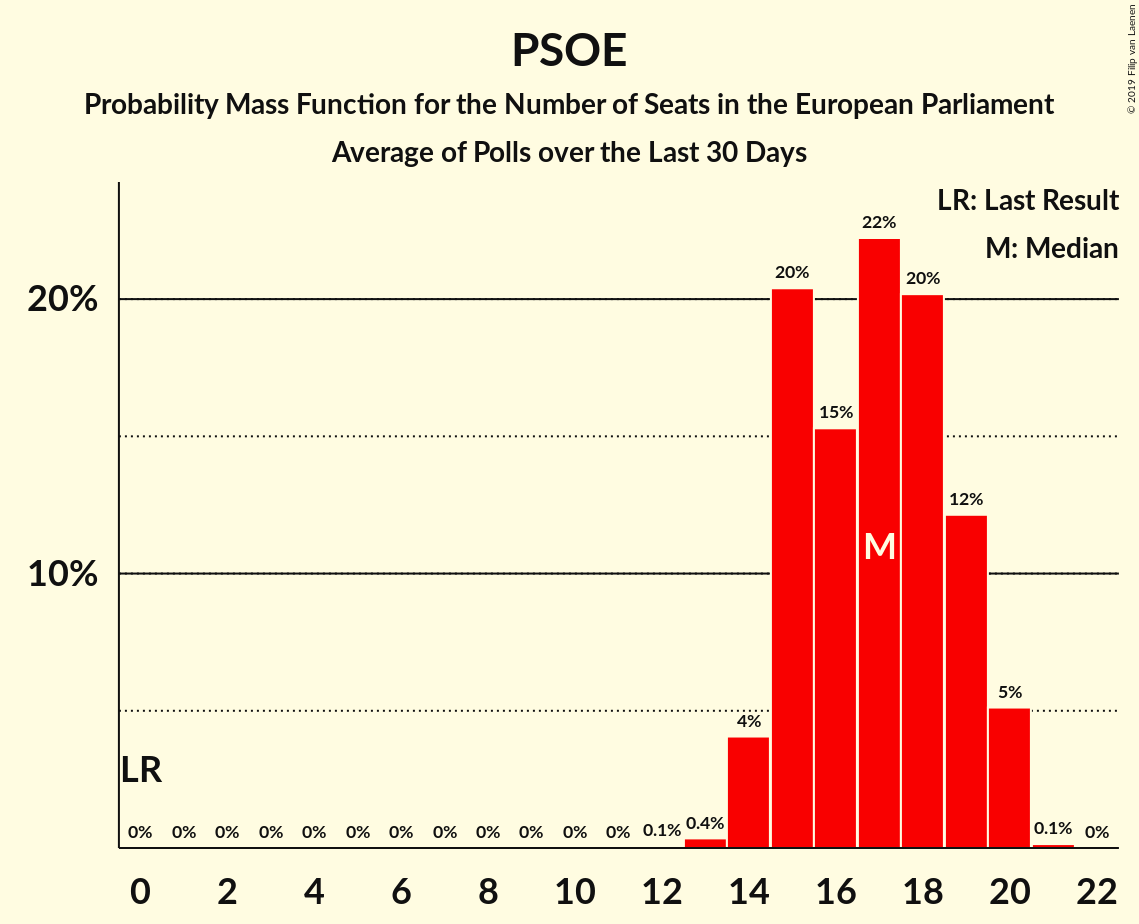 PSOE
Probability Mass Function for the Number of Seats in the European Parliament
Average of Polls over the Last 30 Days
© 2019 Filip van Laenen
LR: Last Result
M: Median
22%
20%
20%
20%
15%
12%
M
10%
5%
4%
LR
0% 0% 0% 0% 0% 0% 0% 0% 0% 0% 0% 0% 0.1% 0.4% 0.1% 0%
0 2 4 6 8 10 12 14 16 18 20 22